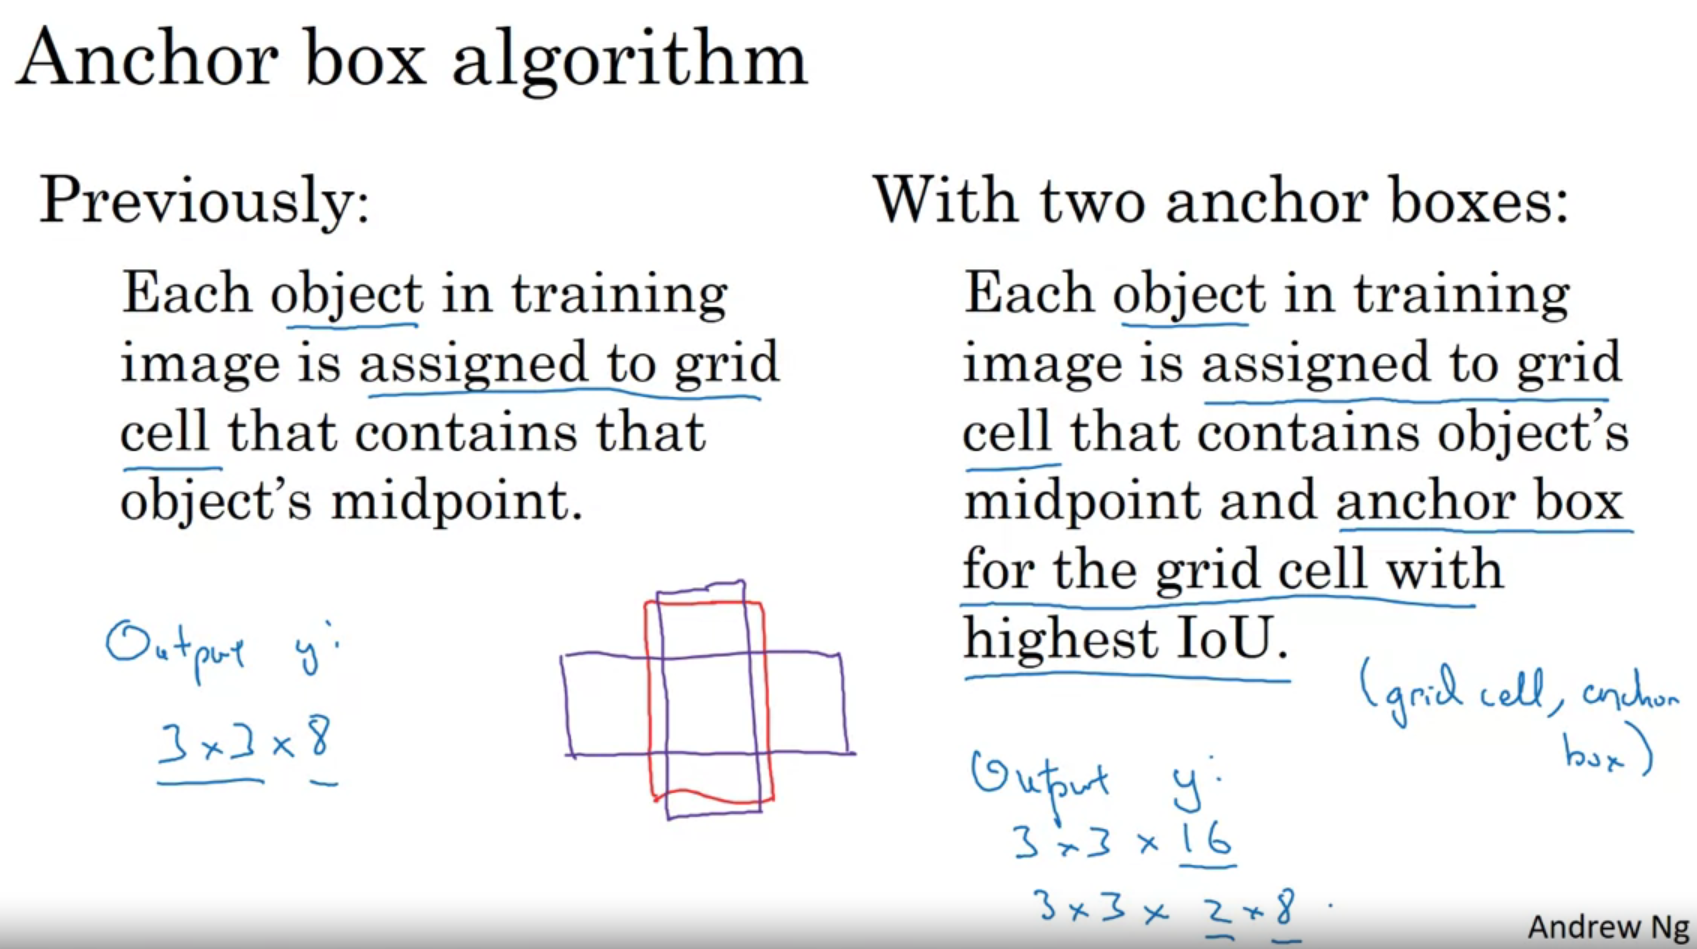 Anchor box algorithm
Previously:
Each object in training
image is assigned to grid
cell that contains that
object's midpoint.
Output y:
3 × 3 × 8
With two anchor boxes:
Each object in training
image is assigned to grid
cell that contains object's
midpoint and anchor box
for the grid cell with
highest IoU.
(grid cell, anchor
box)
Output y:
3 × 3 × 16
3 × 3 × 2 × 8
Andrew Ng